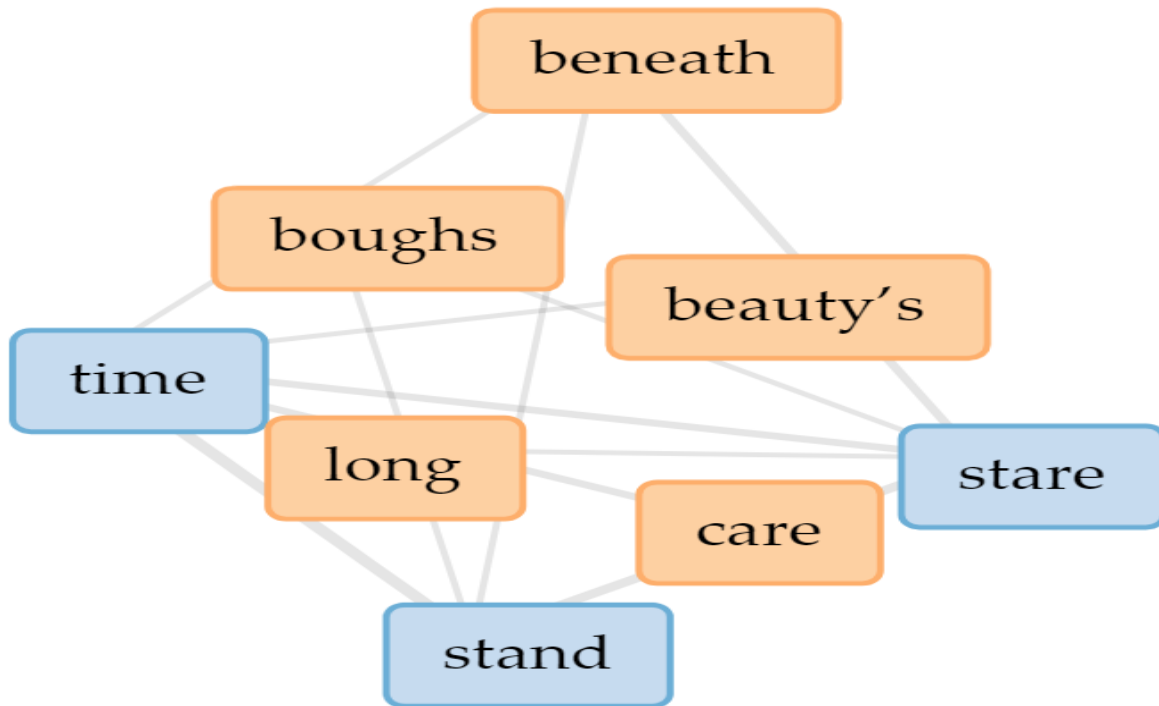 beneath
boughs
beauty’s
time
long
stare
care
stand